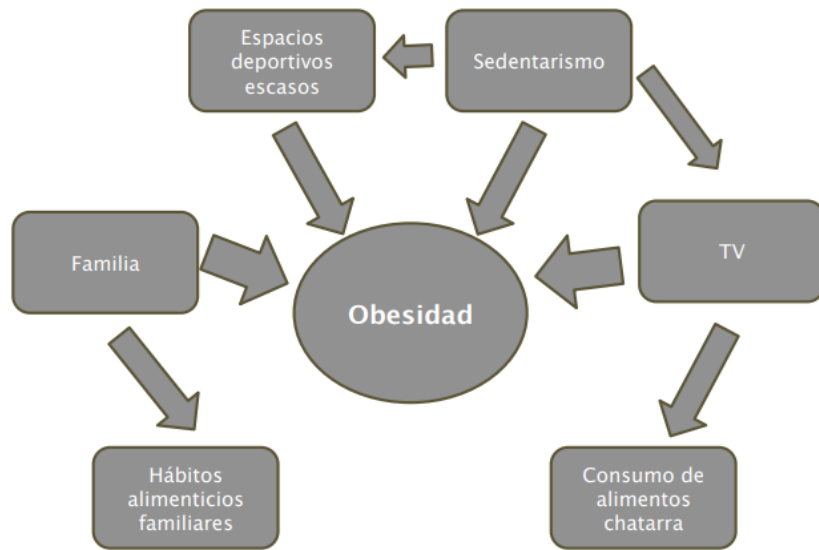 Espacios
deportivos
escasos
Sedentarismo
Familia
TV
Obesidad
Hábitos
alimenticios
familiares
Consumo de
alimentos
chatarra